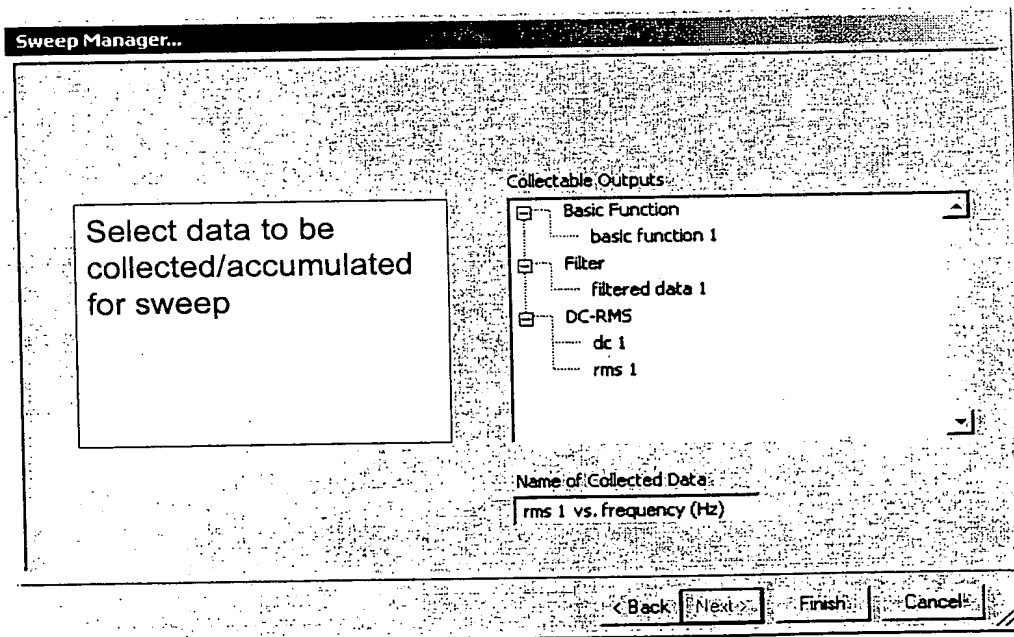 Sweep Manager...
Select data to be
collected/accumulated
for sweep
Collectable Outputs
Basic Function
basic function 1
Filter
filtered data 1
DC-RMS
dc 1
rms 1
Name of Collected Data
rms 1 vs. frequency (Hz)
< Back Next > Finish Cancel